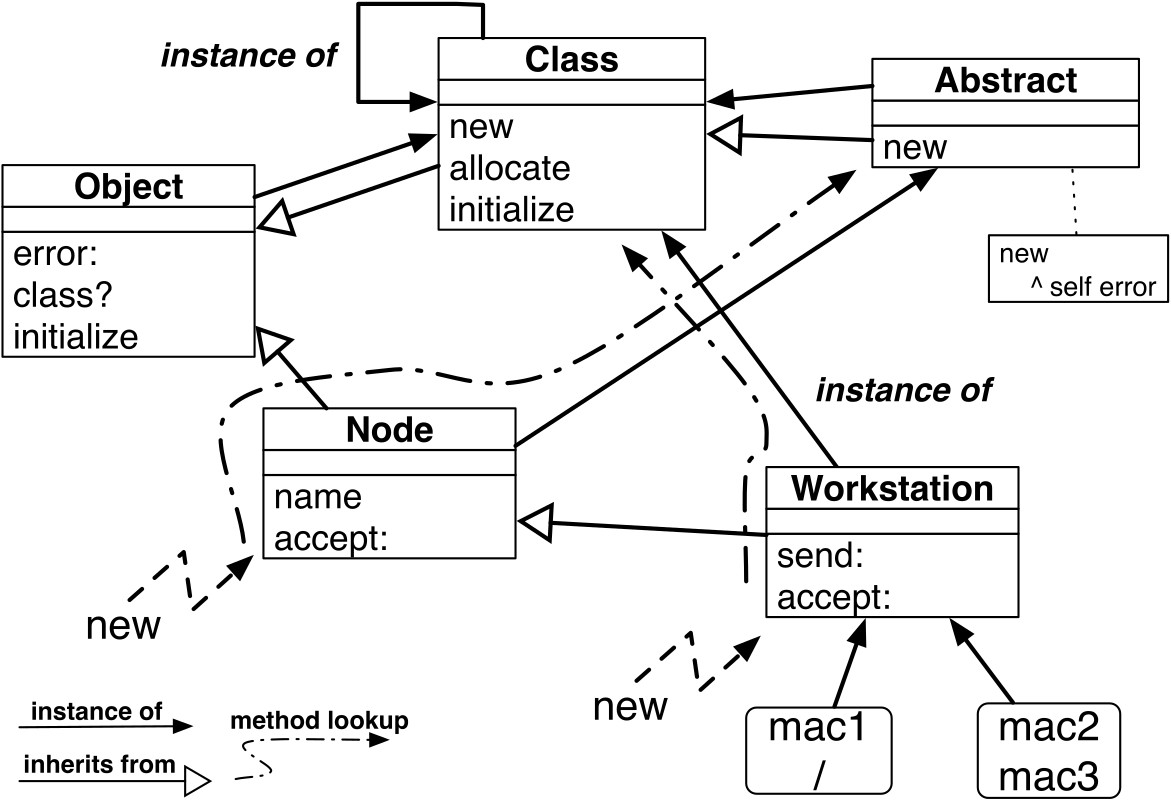 instance of
Class
new
allocate
initialize
Abstract
new
new
^ self error
Object
error:
class?
initialize
instance of
Node
name
accept:
Workstation
send:
accept:
new
new
mac1
/
mac2
mac3
instance of
method lookup
inherits from